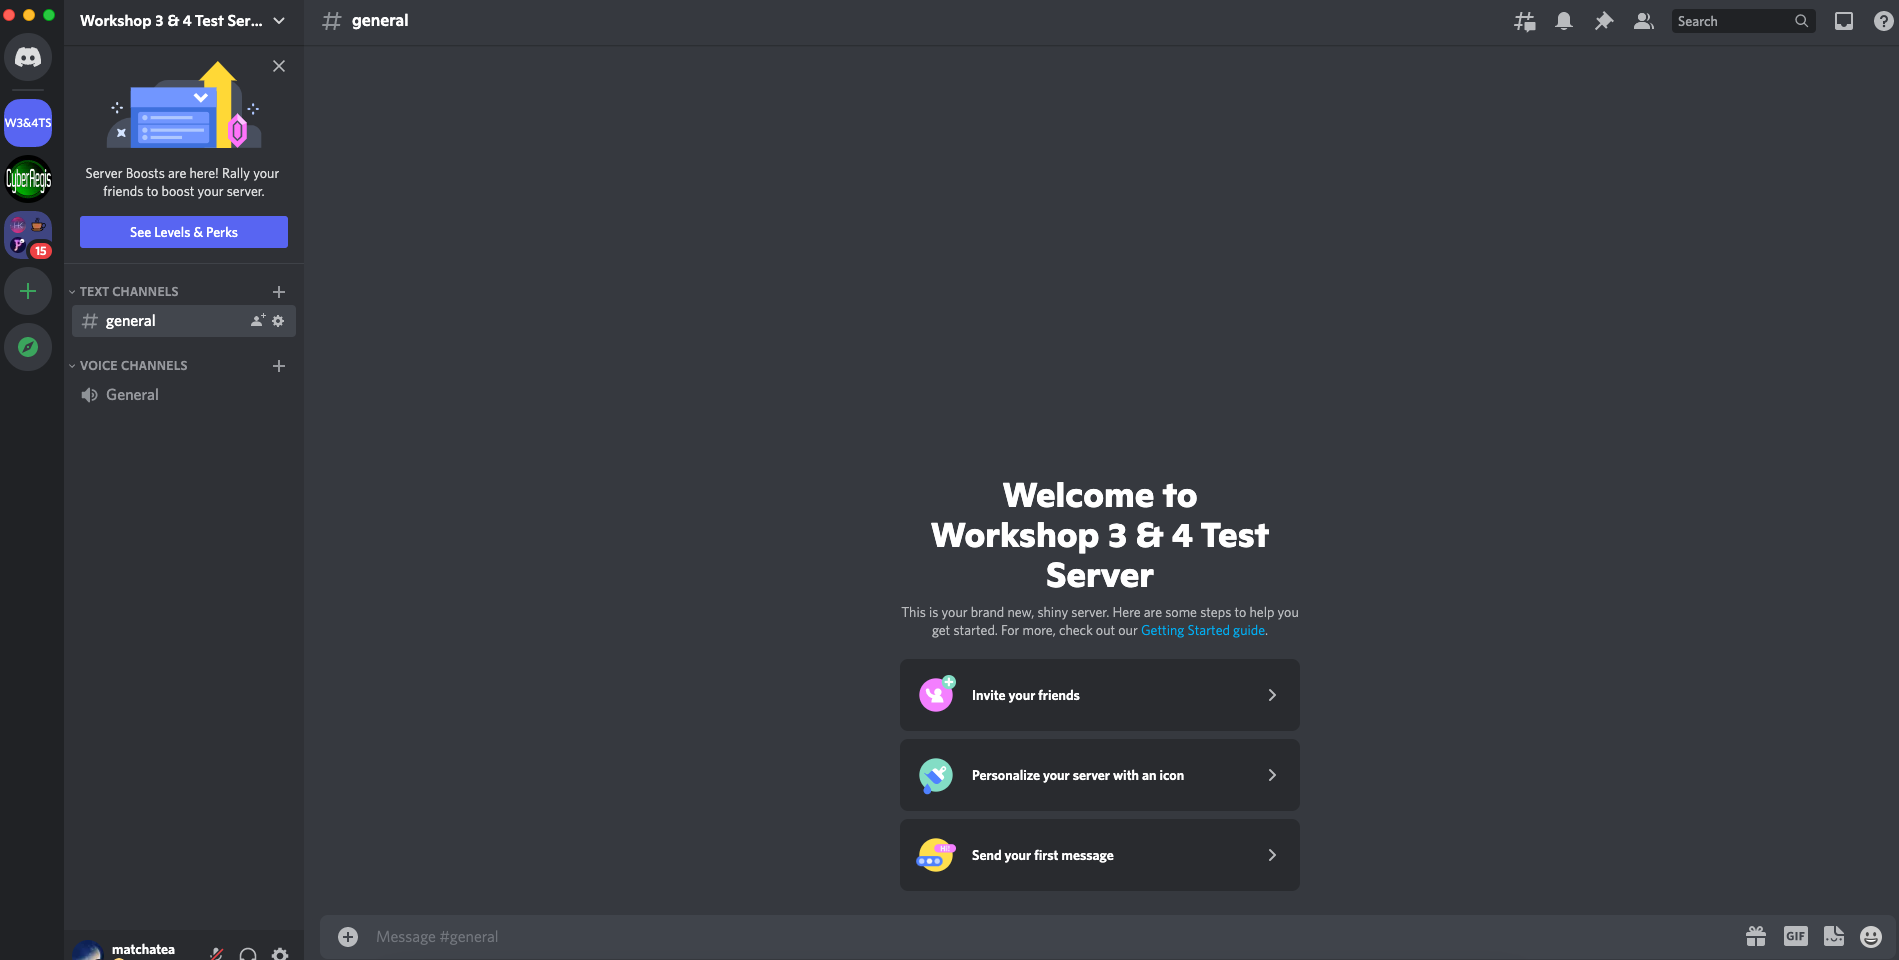 Workshop 3 & 4 Test Ser...
general
Search
W3&4TS
CyberAegis
15
Server Boosts are here! Rally your
friends to boost your server.
See Levels & Perks
TEXT CHANNELS
general
VOICE CHANNELS
General
Welcome to
Workshop 3 & 4 Test
Server
This is your brand new, shiny server. Here are some steps to help you
get started. For more, check out our Getting Started guide.
Invite your friends
Personalize your server with an icon
Hi!
Send your first message
matchatea
Message #general
GIF